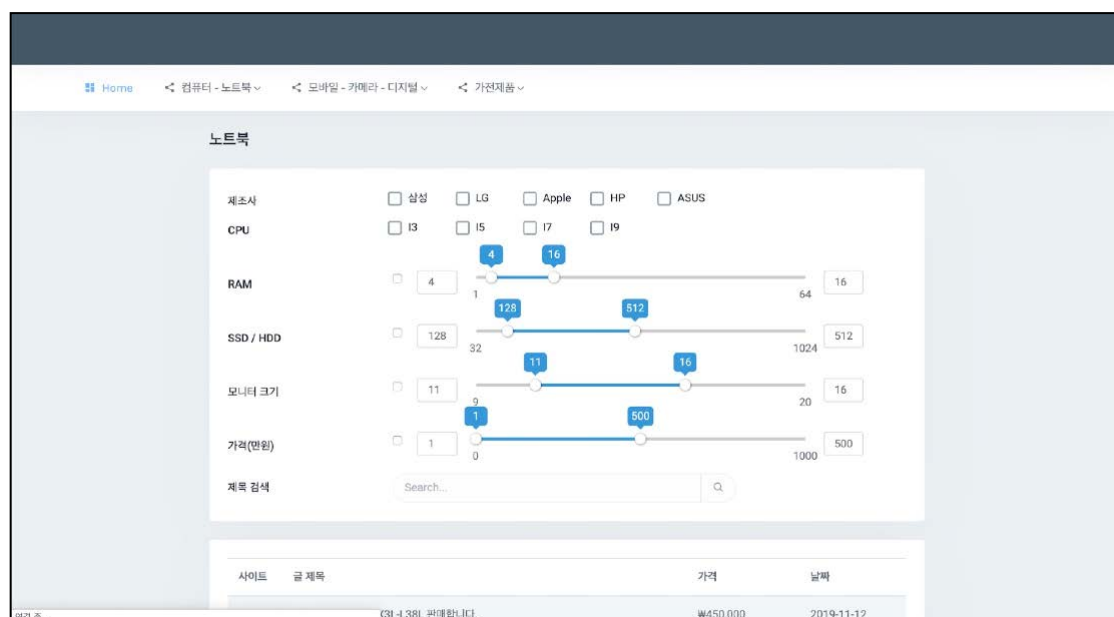 Home 컴퓨터 - 노트북 모바일 - 카메라 - 디지털 가전제품
노트북
제조사 삼성 LG Apple HP ASUS
CPU I3 I5 I7 I9
4 16
RAM 4 16
1 64
128 512
SSD / HDD 128 512
32 1024
11 16
모니터 크기 11 16
9 20
1 500
가격(만원) 1 500
0 1000
제목 검색 Search...
사이트 글 제목 가격 날짜
판매합니다 ₩450,000 2019-11-12